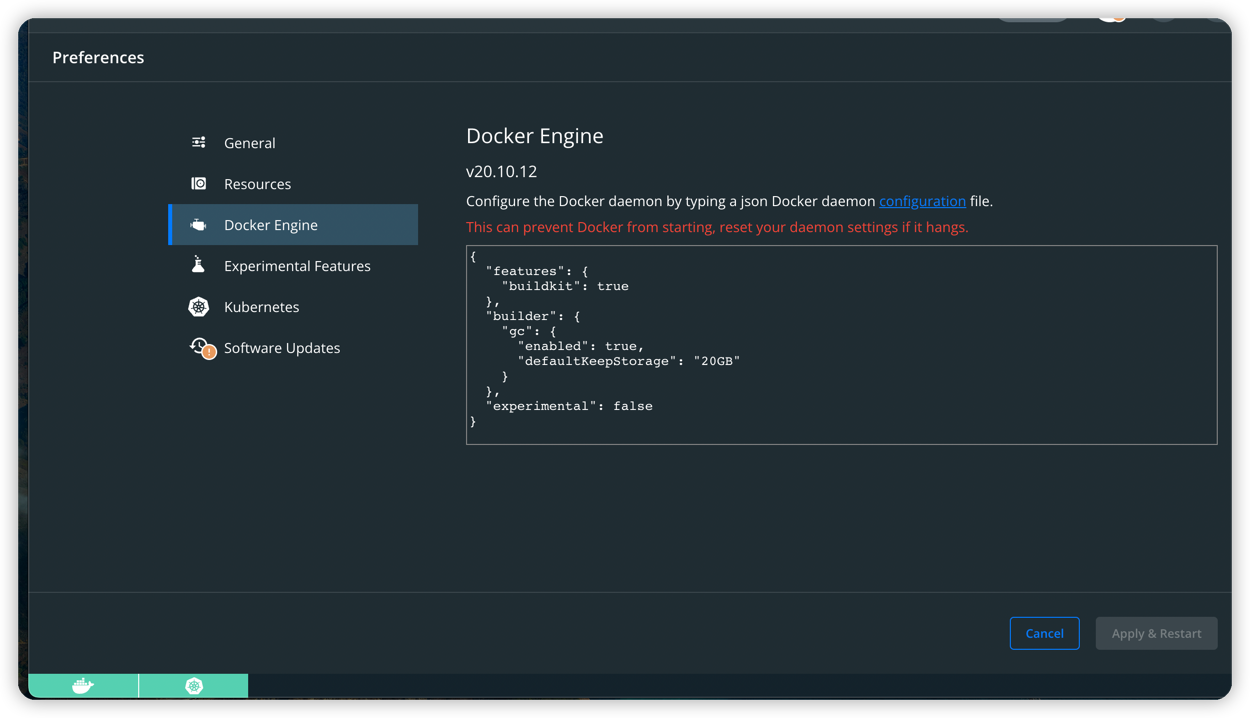 Preferences
General
Resources
Docker Engine
Experimental Features
Kubernetes
Software Updates
Docker Engine
v20.10.12
Configure the Docker daemon by typing a json Docker daemon configuration file.
This can prevent Docker from starting, reset your daemon settings if it hangs.
{
  "features": {
    "buildkit": true
  },
  "builder": {
    "gc": {
      "enabled": true,
      "defaultKeepStorage": "20GB"
    }
  },
  "experimental": false
}
Cancel
Apply & Restart